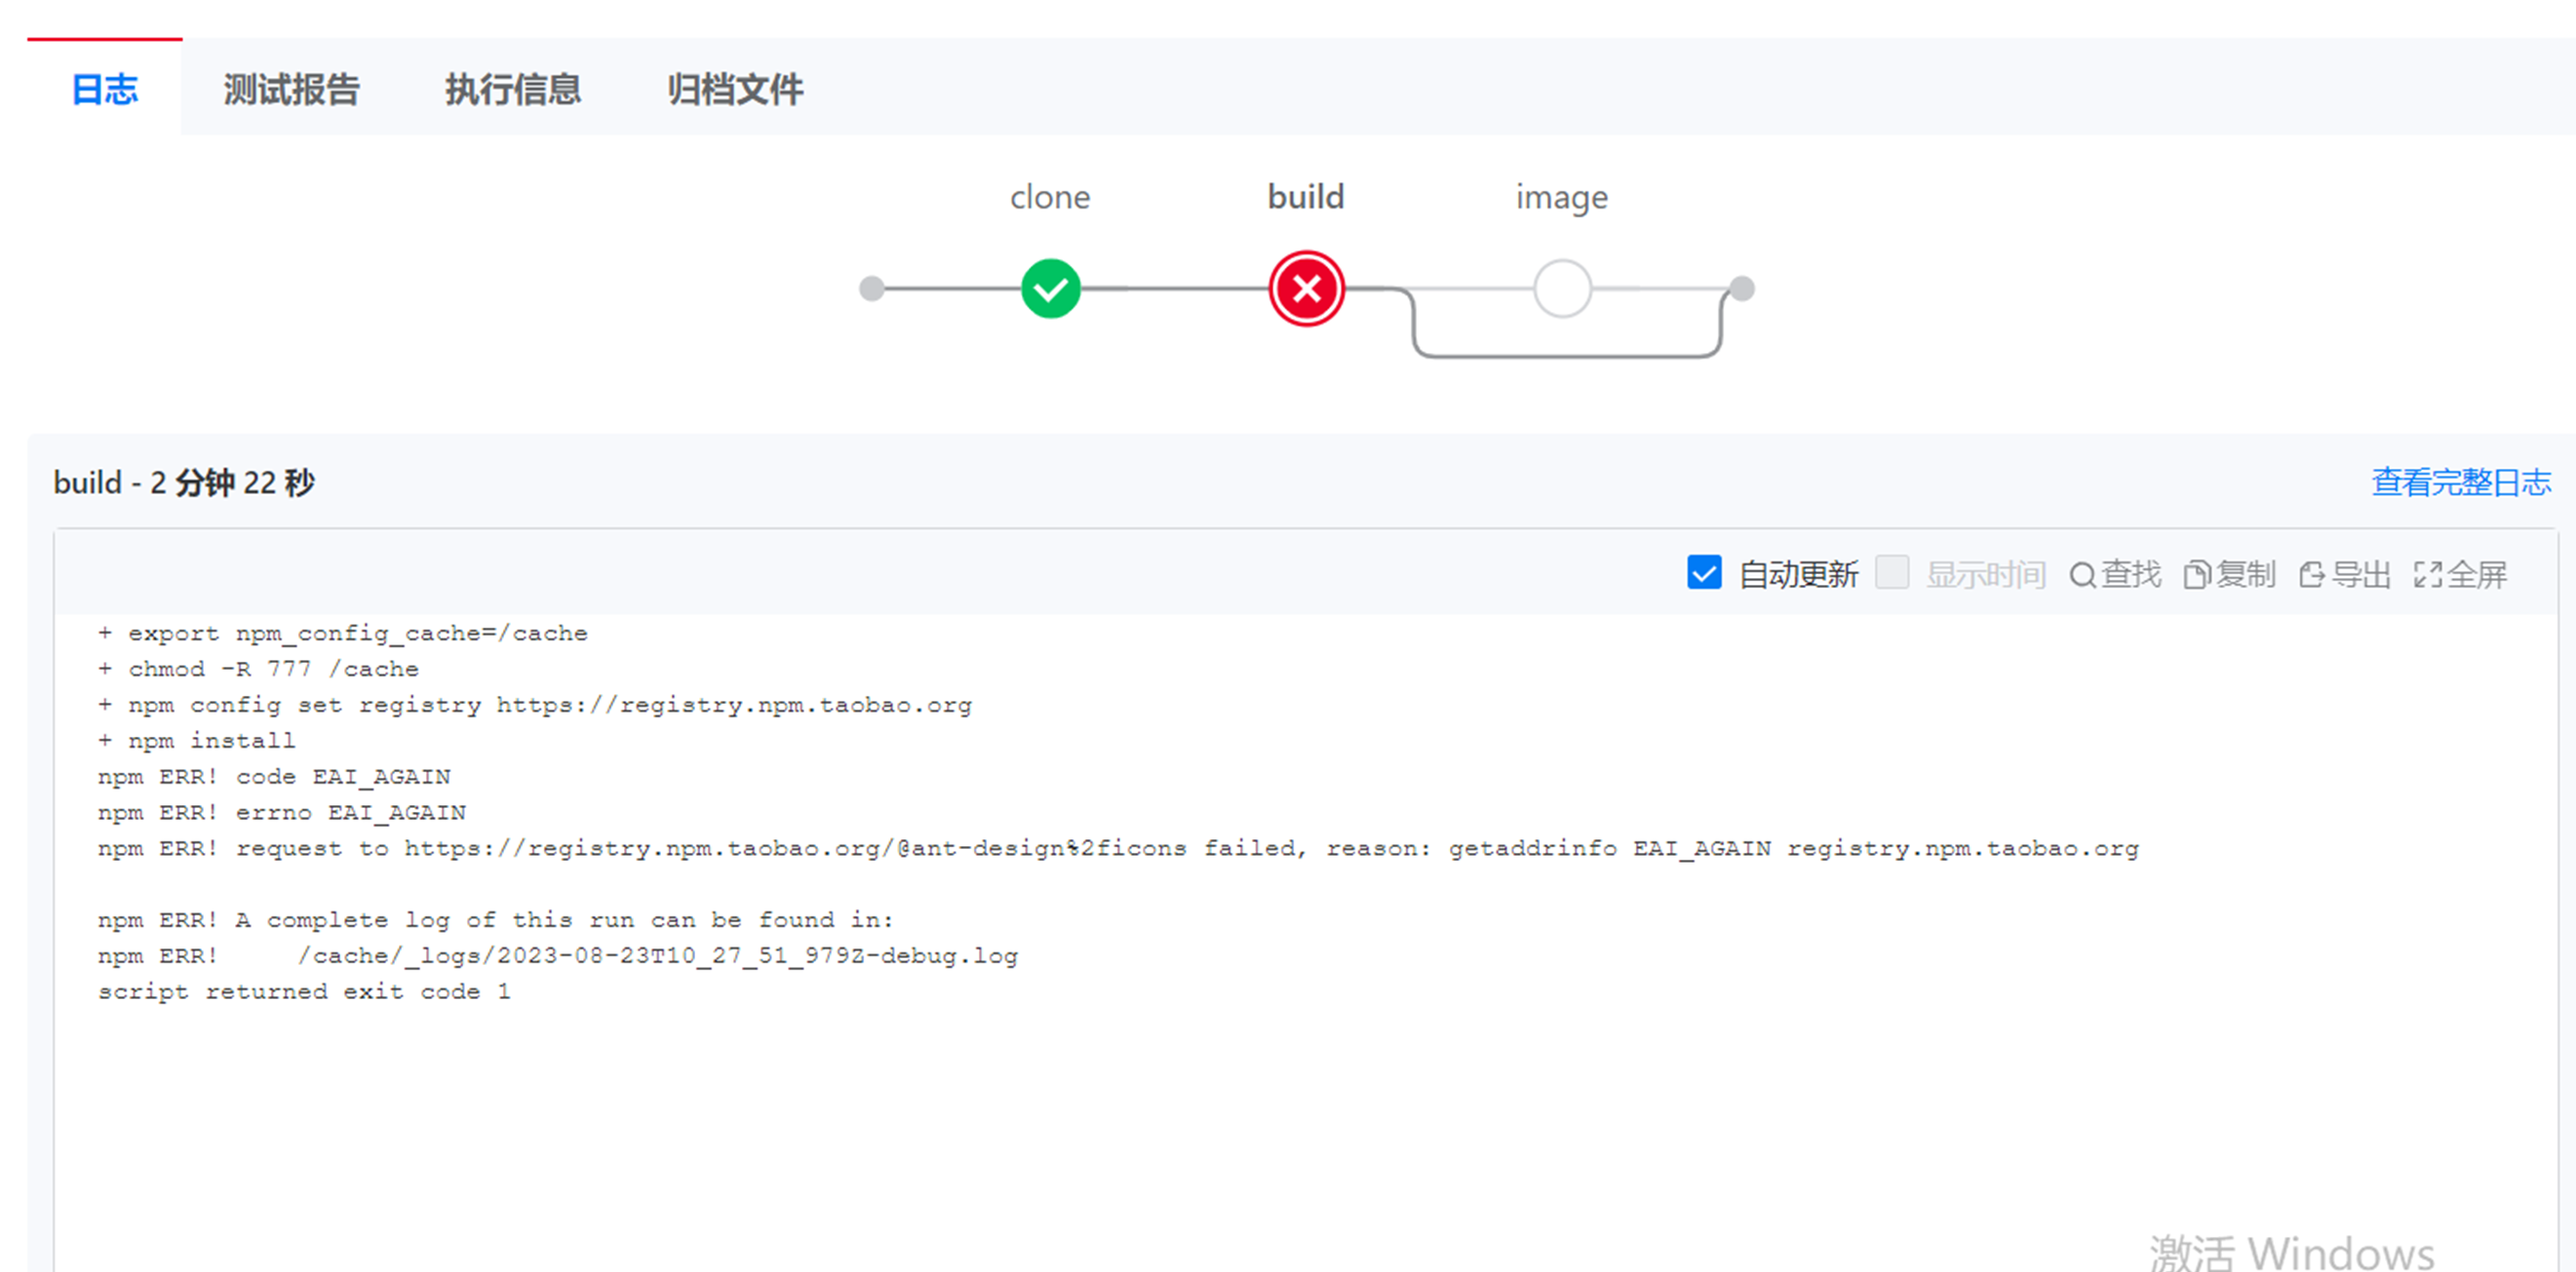 日志 测试报告 执行信息 归档文件
clone build image
build - 2 分钟 22 秒 查看完整日志
自动更新 显示时间 查找 复制 导出 全屏
+ export npm_config_cache=/cache
+ chmod -R 777 /cache
+ npm config set registry https://registry.npm.taobao.org
+ npm install
npm ERR! code EAI_AGAIN
npm ERR! errno EAI_AGAIN
npm ERR! request to https://registry.npm.taobao.org/@ant-design%2ficons failed, reason: getaddrinfo EAI_AGAIN registry.npm.taobao.org
npm ERR! A complete log of this run can be found in:
npm ERR!     /cache/_logs/2023-08-23T10_27_51_979Z-debug.log
script returned exit code 1
激活 Windows